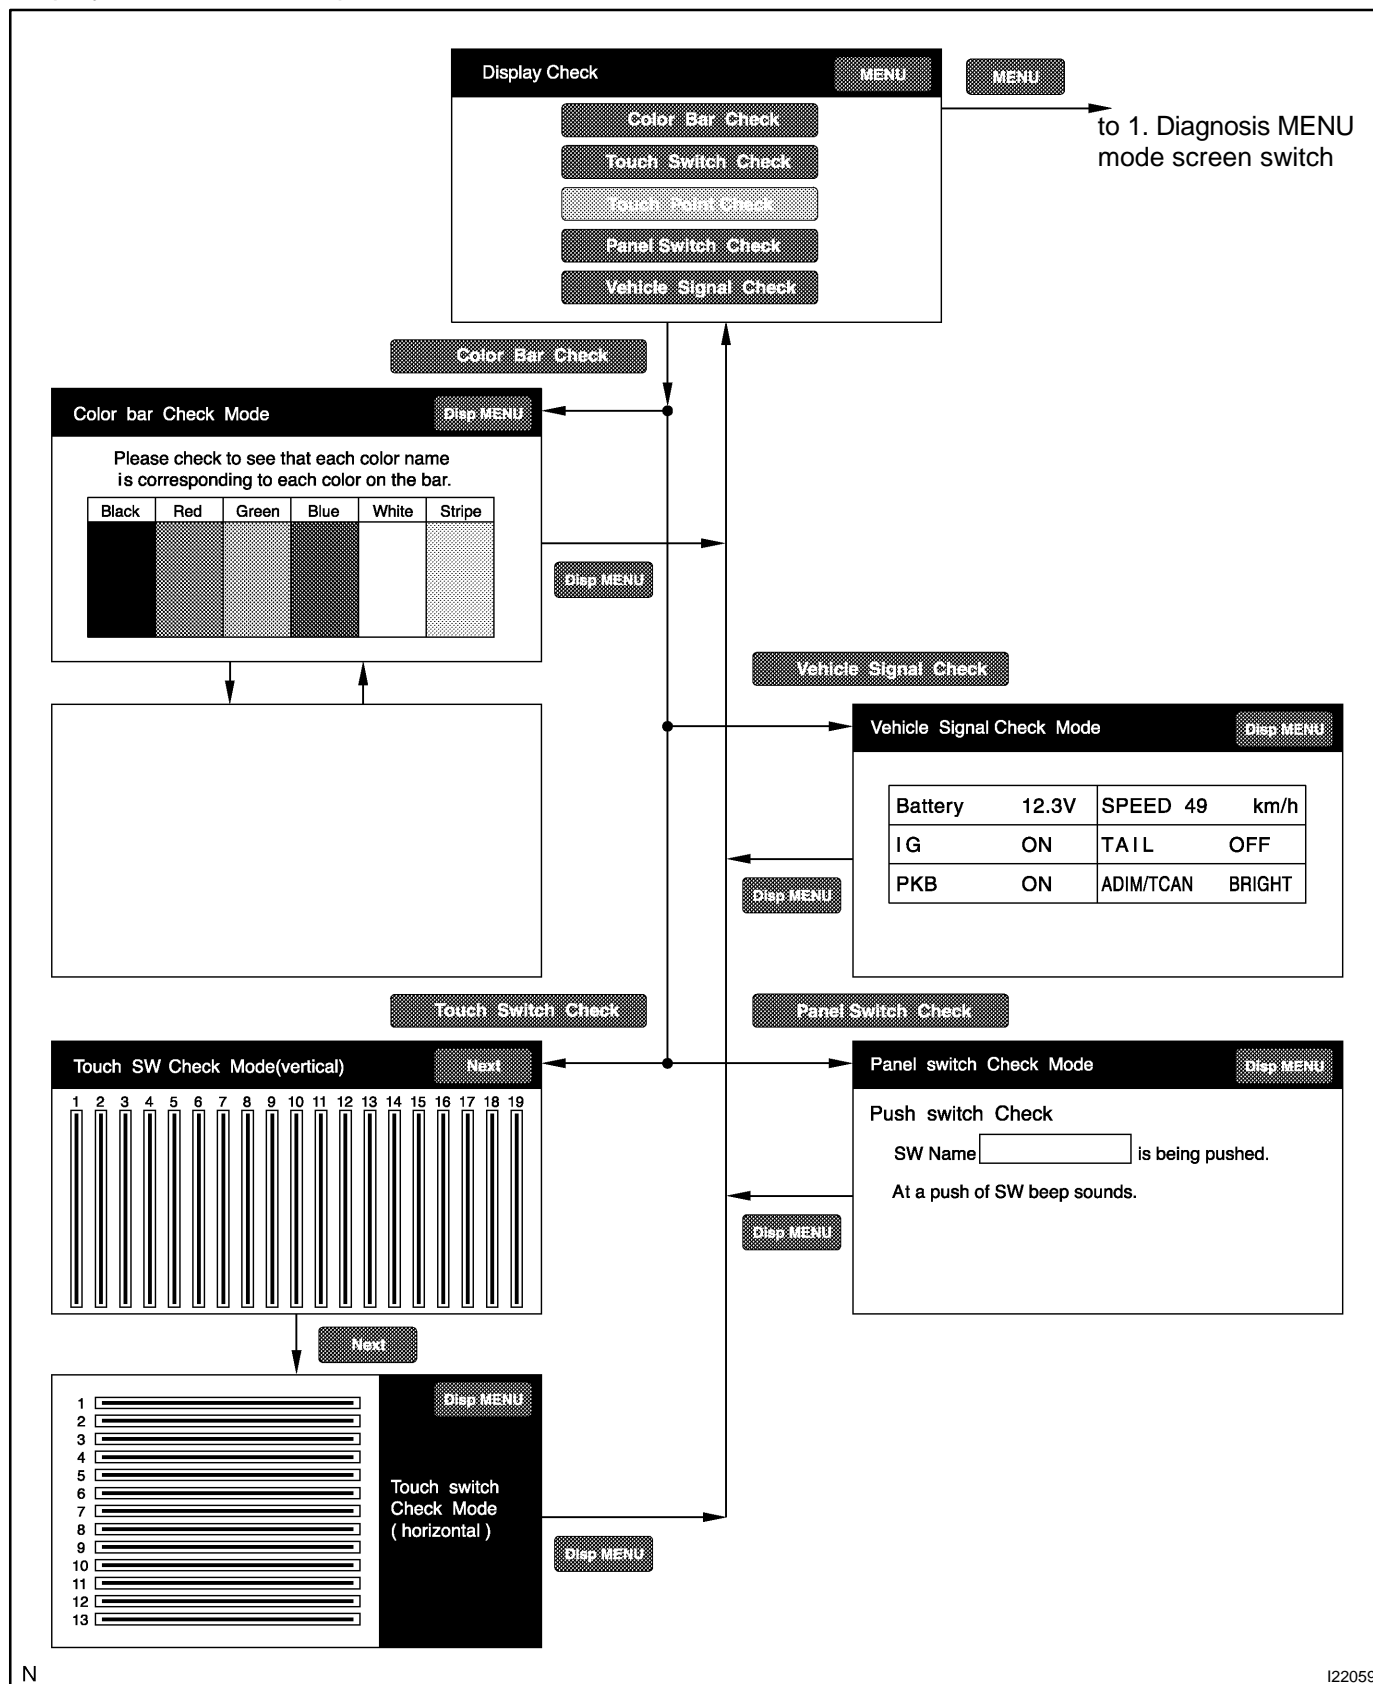 Display Check MENU MENU
Color Bar Check
Touch Switch Check
Touch Point Check
Panel Switch Check
Vehicle Signal Check
to 1. Diagnosis MENU
mode screen switch
Color Bar Check
Color bar Check Mode Disp MENU
Please check to see that each color name
is corresponding to each color on the bar.
Black Red Green Blue White Stripe
Disp MENU
Vehicle Signal Check
Vehicle Signal Check Mode Disp MENU
Battery 12.3V SPEED 49 km/h
IG ON TAIL OFF
PKB ON ADIM/TCAN BRIGHT
Disp MENU
Touch Switch Check
Touch SW Check Mode(vertical) Next
1 2 3 4 5 6 7 8 9 10 11 12 13 14 15 16 17 18 19
Next
Panel Switch Check
Panel switch Check Mode Disp MENU
Push switch Check
SW Name is being pushed.
At a push of SW beep sounds.
Disp MENU
1
2
3
4
5
6
7
8
9
10
11
12
13
Disp MENU
Touch switch
Check Mode
( horizontal )
Disp MENU
N
I22059